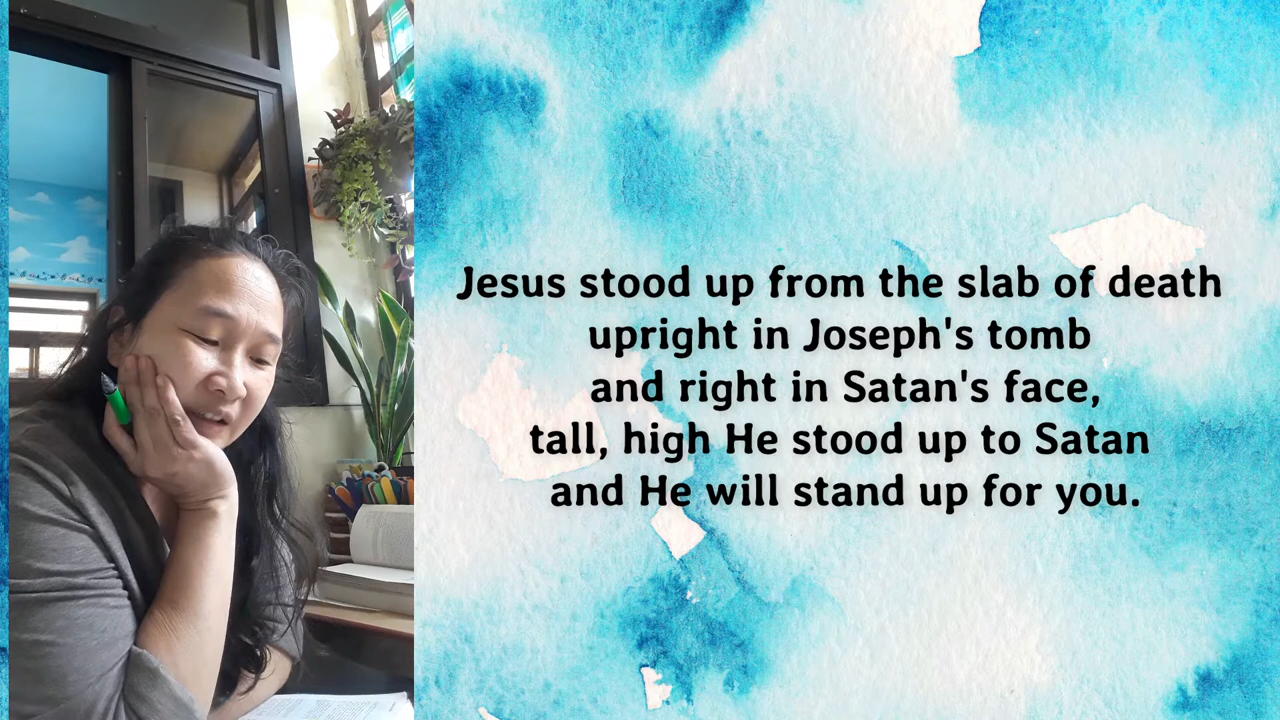 Jesus stood up from the slab of death
upright in Joseph's tomb
and right in Satan's face,
tall, high He stood up to Satan
and He will stand up for you.